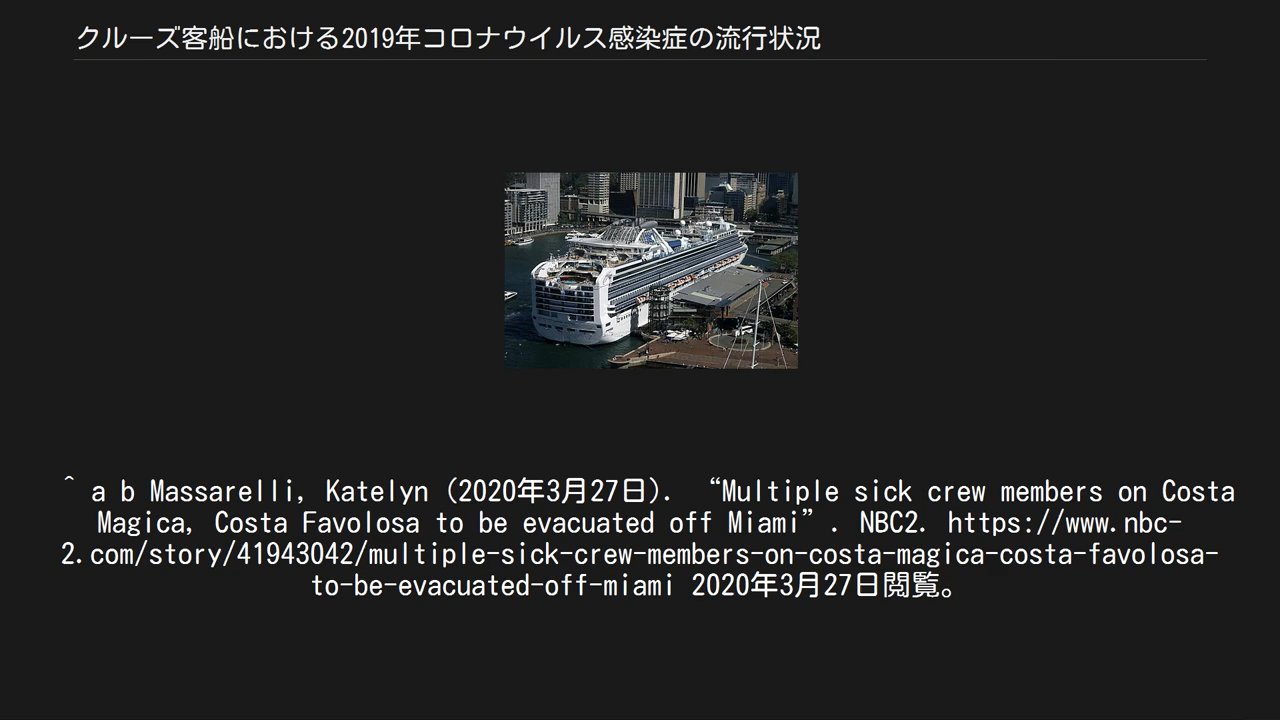 クルーズ客船における2019年コロナウイルス感染症の流行状況
^ a b Massarelli, Katelyn (2020年3月27日). “Multiple sick crew members on Costa
Magica, Costa Favolosa to be evacuated off Miami”. NBC2. https://www.nbc-
2.com/story/41943042/multiple-sick-crew-members-on-costa-magica-costa-favolosa-
to-be-evacuated-off-miami 2020年3月27日閲覧。